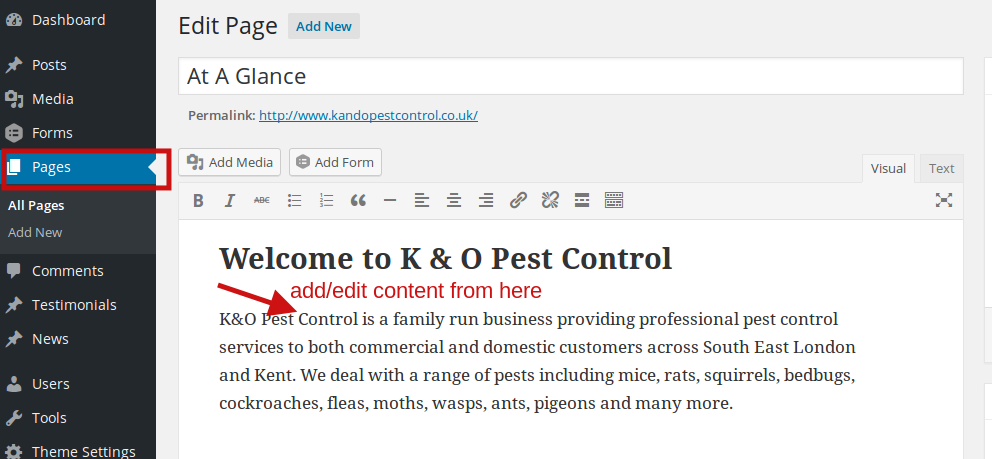 Dashboard
Posts
Media
Forms
Pages
All Pages
Add New
Comments
Testimonials
News
Users
Tools
Theme Settings
Edit Page Add New
At A Glance
Permalink: http://www.kandopestcontrol.co.uk/
Add Media Add Form
Visual Text
B I ABC
Welcome to K & O Pest Control
add/edit content from here
K&O Pest Control is a family run business providing professional pest control
services to both commercial and domestic customers across South East London
and Kent. We deal with a range of pests including mice, rats, squirrels, bedbugs,
cockroaches, fleas, moths, wasps, ants, pigeons and many more.